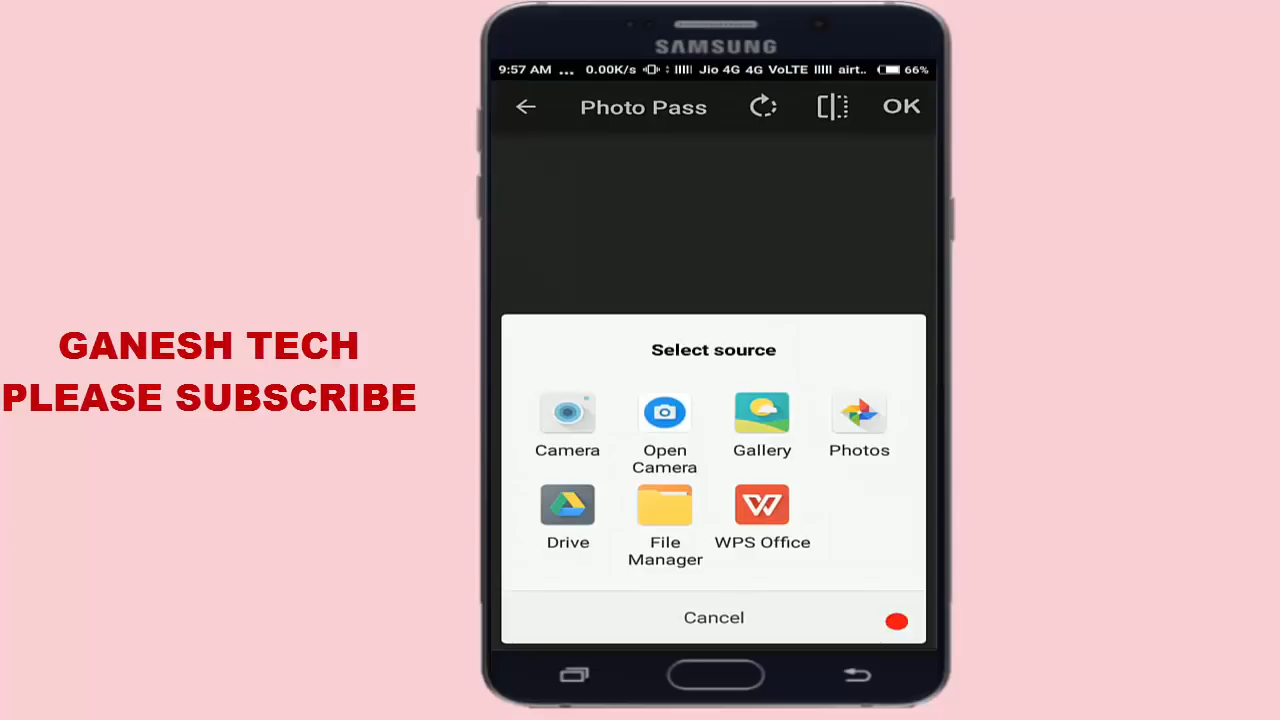 SAMSUNG
9:57 AM ... 0.00K/s Jio 4G 4G VoLTE airt.. 66%
Photo Pass OK
GANESH TECH
PLEASE SUBSCRIBE
Select source
Camera
Open Camera
Gallery
Photos
Drive
File Manager
WPS Office
Cancel